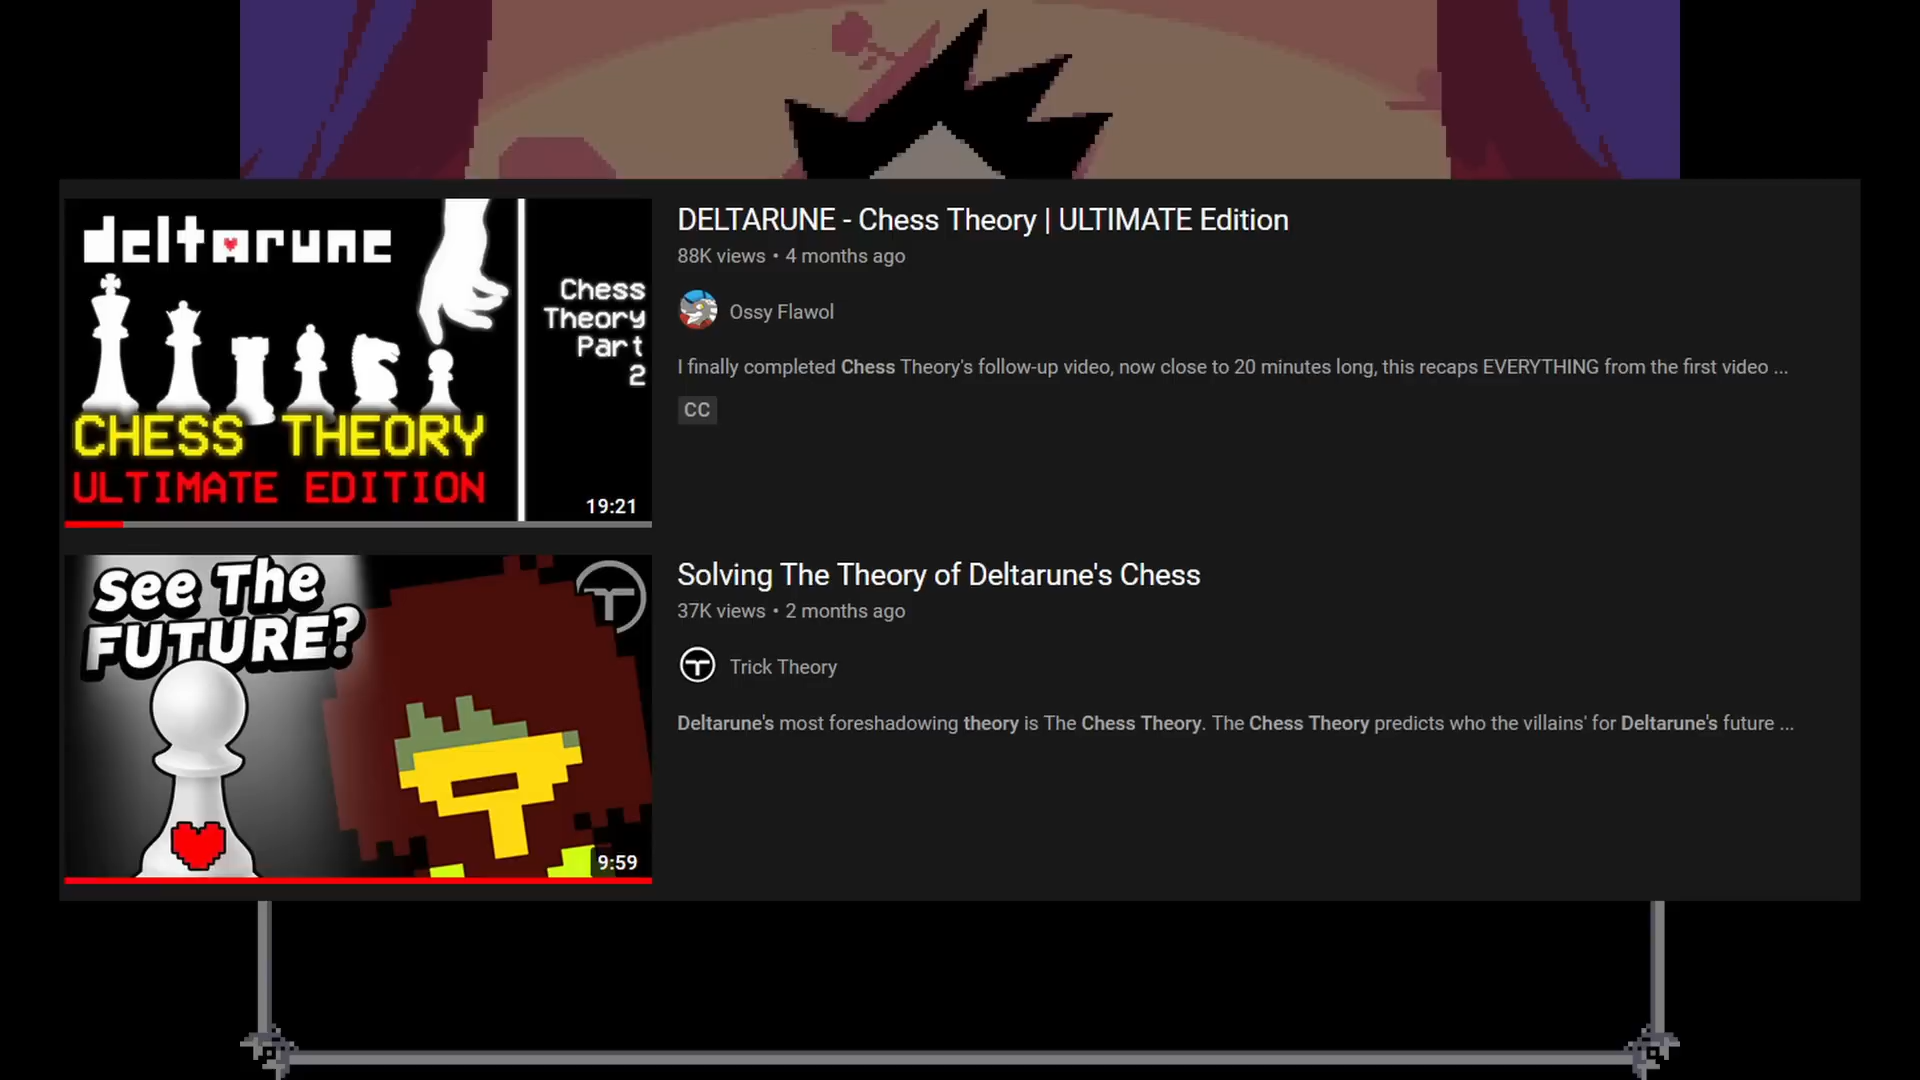 deltarune
Chess
Theory
Part
2
CHESS THEORY
ULTIMATE EDITION
19:21
DELTARUNE - Chess Theory | ULTIMATE Edition
88K views • 4 months ago
Ossy Flawol
I finally completed Chess Theory's follow-up video, now close to 20 minutes long, this recaps EVERYTHING from the first video ...
CC
See The
FUTURE?
9:59
Solving The Theory of Deltarune's Chess
37K views • 2 months ago
Trick Theory
Deltarune's most foreshadowing theory is The Chess Theory. The Chess Theory predicts who the villains' for Deltarune's future ...